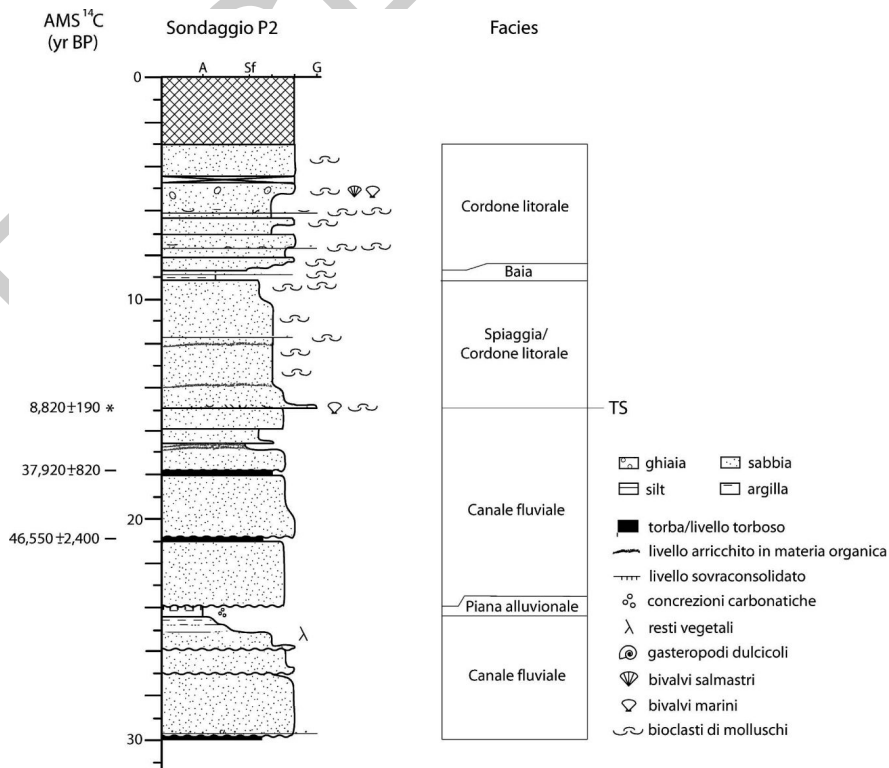 AMS ¹⁴C
(yr BP)
Sondaggio P2
Facies
A Sf G
0
10
20
30
8,820±190 *
37,920±820
46,550±2,400
Cordone litorale
Baia
Spiaggia/
Cordone litorale
TS
Canale fluviale
Piana alluvionale
Canale fluviale
ghiaia sabbia
silt argilla
torba/livello torboso
livello arricchito in materia organica
livello sovraconsolidato
concrezioni carbonatiche
resti vegetali
gasteropodi dulcicoli
bivalvi salmastri
bivalvi marini
bioclasti di molluschi